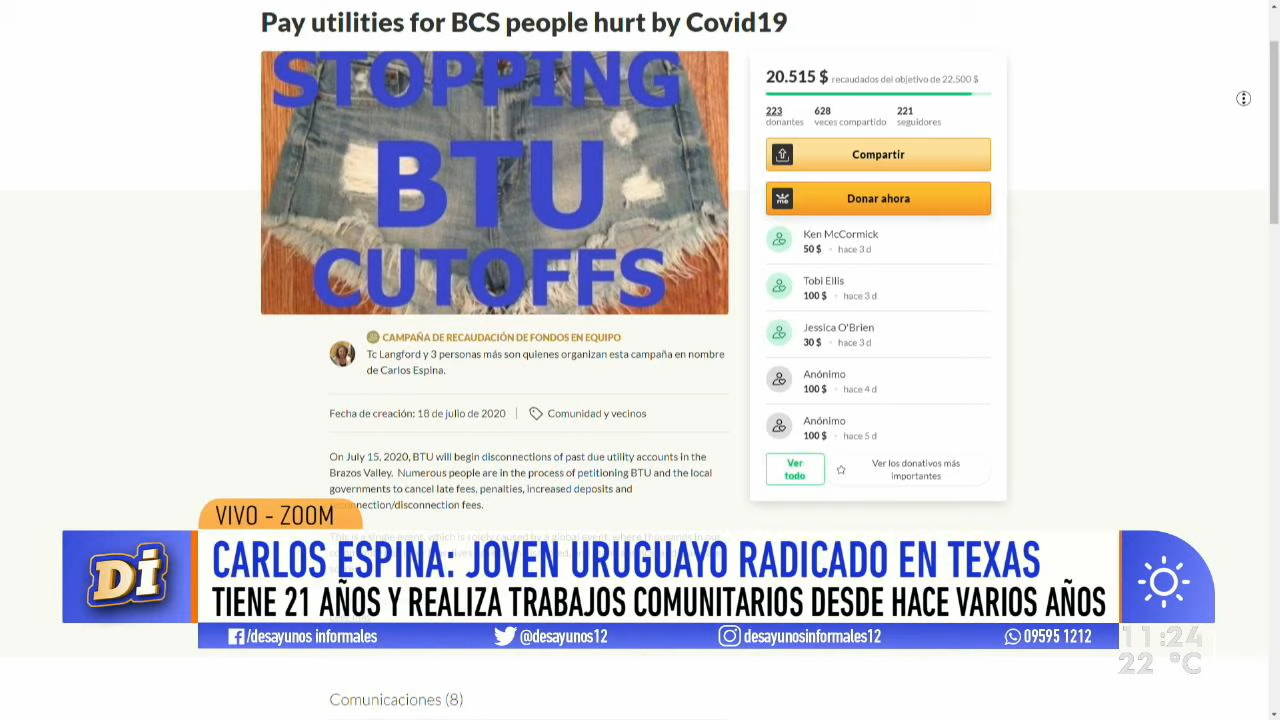 Pay utilities for BCS people hurt by Covid19
STOPPING
BTU
CUTOFFS
20.515 $ recaudados del objetivo de 22.500 $
223 628 221
donantes veces compartido seguidores
Compartir
Donar ahora
Ken McCormick
50 $ · hace 3 d
Tobi Ellis
100 $ · hace 3 d
Jessica O'Brien
30 $ · hace 3 d
Anónimo
100 $ · hace 4 d
Anónimo
100 $ · hace 5 d
Ver todo
Ver los donativos más importantes
CAMPAÑA DE RECAUDACIÓN DE FONDOS EN EQUIPO
Tc Langford y 3 personas más son quienes organizan esta campaña en nombre
de Carlos Espina.
Fecha de creación: 18 de julio de 2020 | Comunidad y vecinos
On July 15, 2020, BTU will begin disconnections of past due utility accounts in the
Brazos Valley. Numerous people are in the process of petitioning BTU and the local
governments to cancel late fees, penalties, increased deposits and
connection/disconnection fees.
VIVO - ZOOM
Di
CARLOS ESPINA: JOVEN URUGUAYO RADICADO EN TEXAS
TIENE 21 AÑOS Y REALIZA TRABAJOS COMUNITARIOS DESDE HACE VARIOS AÑOS
/desayunos informales @desayunos12 desayunosinformales12 09595 1212
11:24
22 °C
Comunicaciones (8)